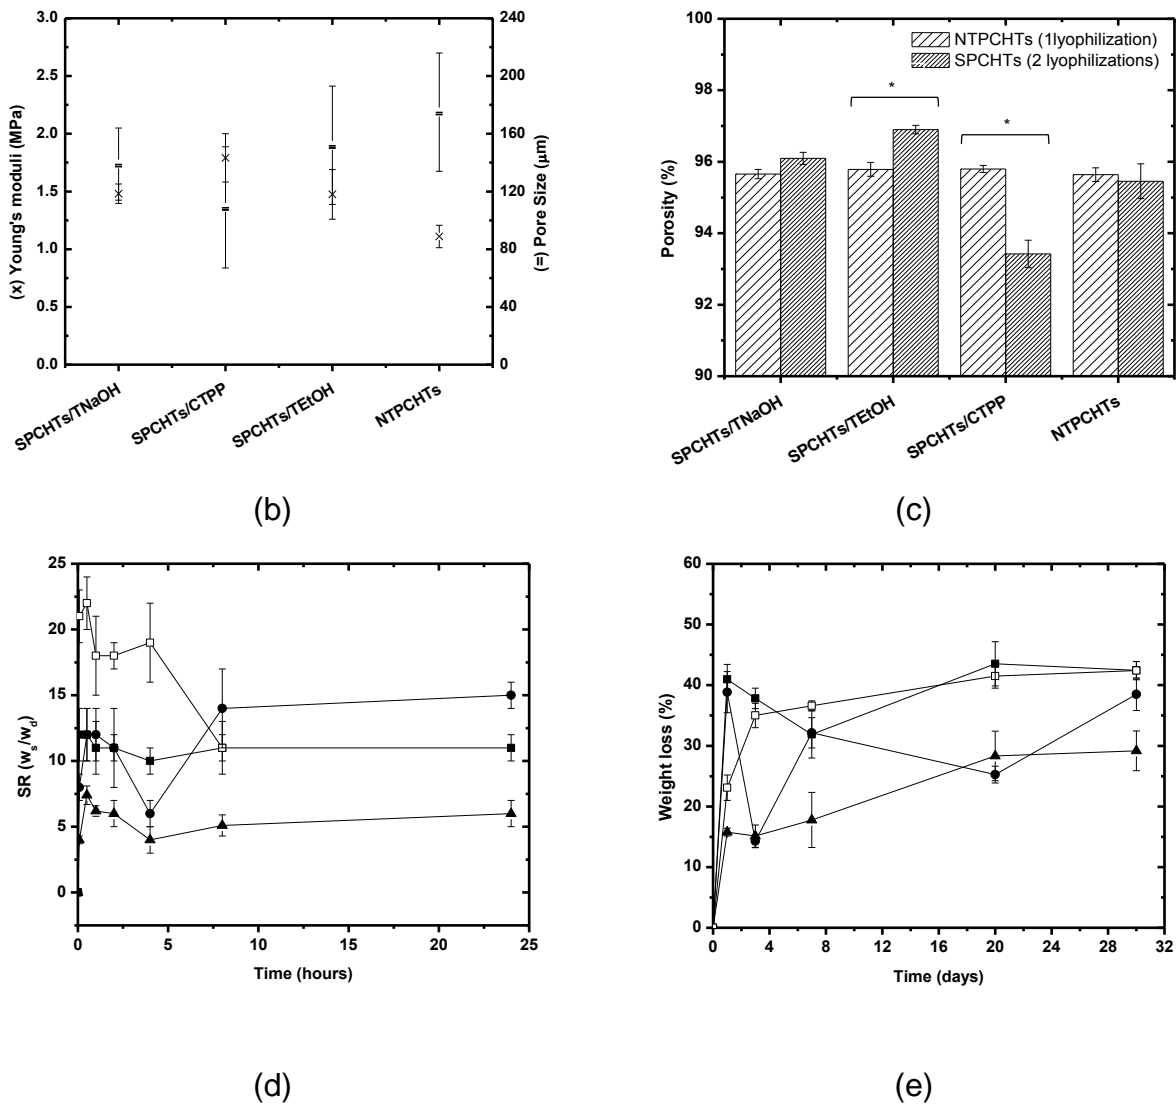 3.0
2.5
2.0
1.5
1.0
0.5
0.0
(x) Young's moduli (MPa)
240
200
160
120
80
40
0
(=) Pore Size (μm)
SPCHTs/TNaOH
SPCHTs/CTPP
SPCHTs/TEtOH
NTPCHTs
(b)
100
98
96
94
92
90
Porosity (%)
NTPCHTs (1lyophilization)
SPCHTs (2 lyophilizations)
*
*
SPCHTs/TNaOH
SPCHTs/TEtOH
SPCHTs/CTPP
NTPCHTs
(c)
25
20
15
10
5
0
SR (ws/wd)
0 5 10 15 20 25
Time (hours)
(d)
60
50
40
30
20
10
0
Weight loss (%)
0 4 8 12 16 20 24 28 32
Time (days)
(e)